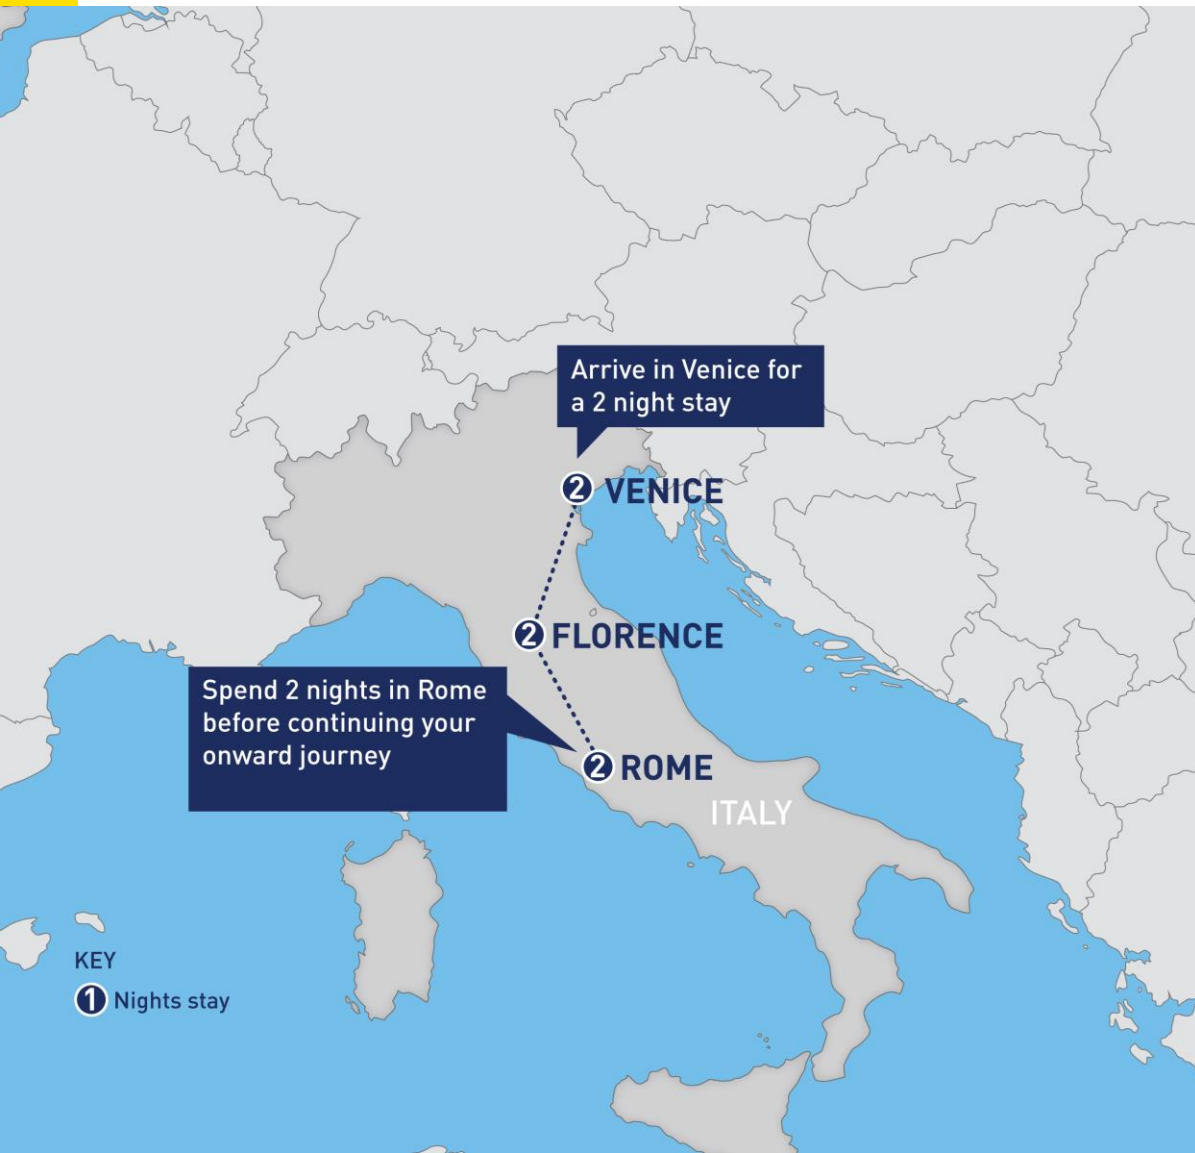 Arrive in Venice for
a 2 night stay
2 VENICE
2 FLORENCE
Spend 2 nights in Rome
before continuing your
onward journey
2 ROME
ITALY
KEY
1 Nights stay